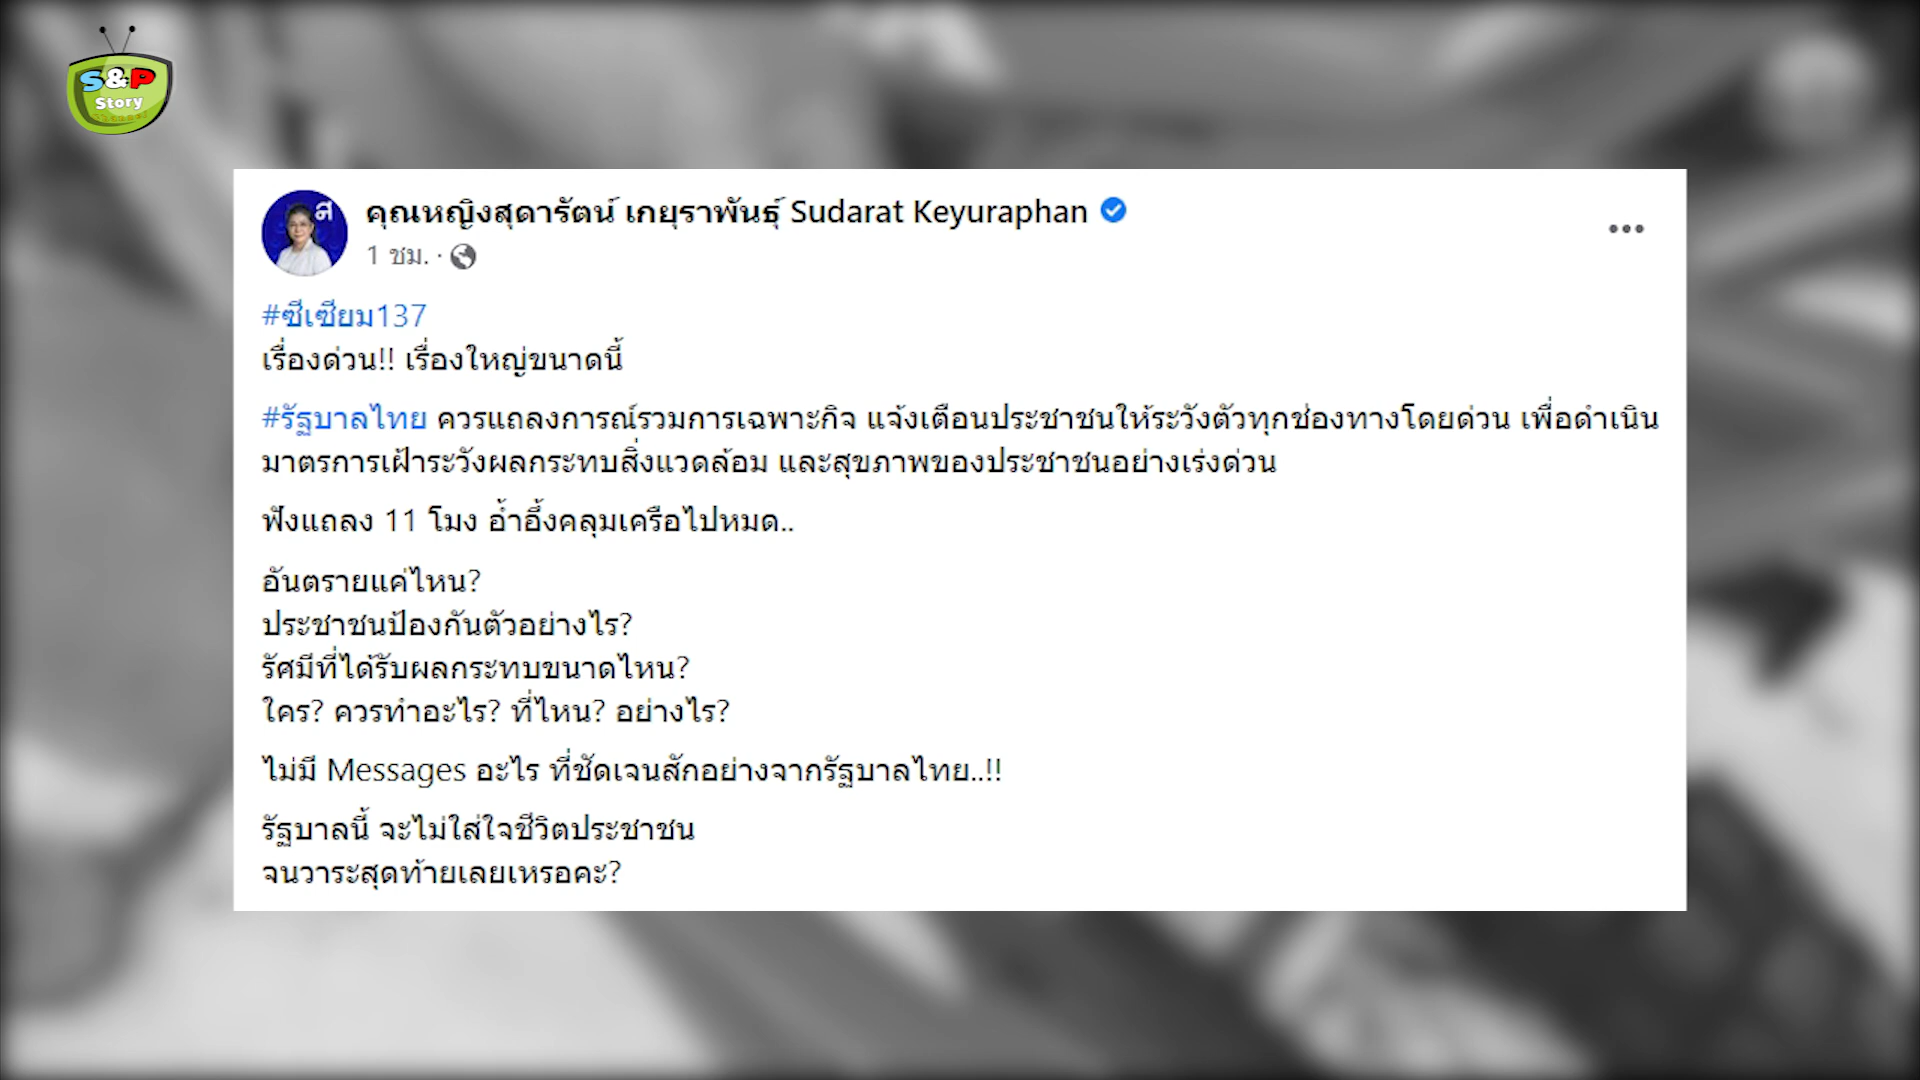 S&P
Story
คุณหญิงสุดารัตน์ เกยุราพันธุ์ Sudarat Keyuraphan
1 ชม. ·
#ซีเซียม137
เรื่องด่วน!! เรื่องใหญ่ขนาดนี้
#รัฐบาลไทย ควรแถลงการณ์รวมการเฉพาะกิจ แจ้งเตือนประชาชนให้ระวังตัวทุกช่องทางโดยด่วน เพื่อดำเนิน
มาตรการเฝ้าระวังผลกระทบสิ่งแวดล้อม และสุขภาพของประชาชนอย่างเร่งด่วน
ฟังแถลง 11 โมง อ้ำอึ้งคลุมเครือไปหมด..
อันตรายแค่ไหน?
ประชาชนป้องกันตัวอย่างไร?
รัศมีที่ได้รับผลกระทบขนาดไหน?
ใคร? ควรทำอะไร? ที่ไหน? อย่างไร?
ไม่มี Messages อะไร ที่ชัดเจนสักอย่างจากรัฐบาลไทย..!!
รัฐบาลนี้ จะไม่ใส่ใจชีวิตประชาชน
จนวาระสุดท้ายเลยเหรอคะ?